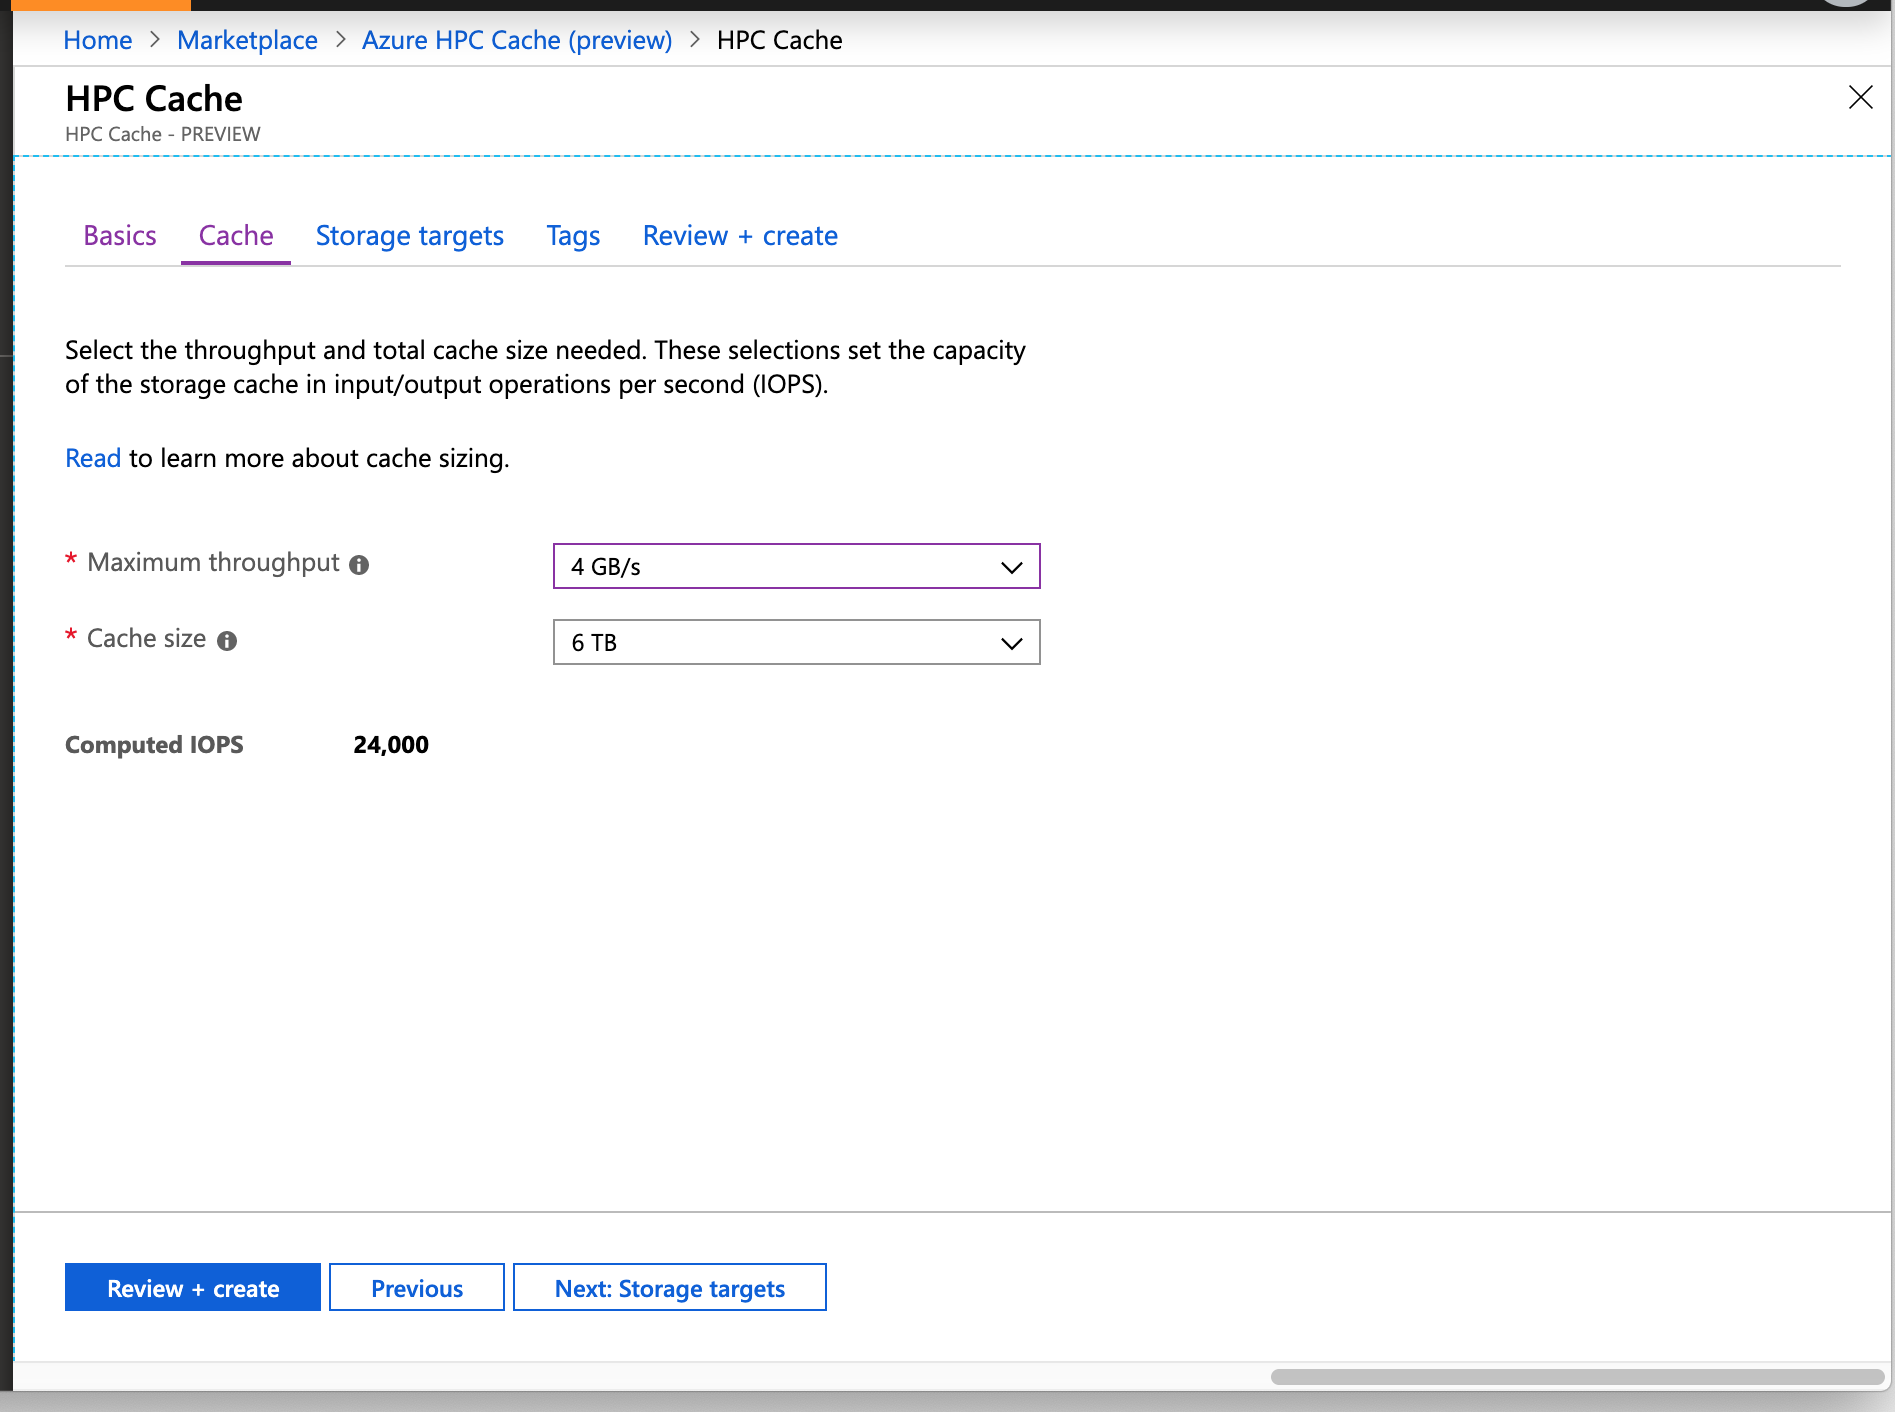 Home > Marketplace > Azure HPC Cache (preview) > HPC Cache
HPC Cache
HPC Cache - PREVIEW
Basics Cache Storage targets Tags Review + create
Select the throughput and total cache size needed. These selections set the capacity
of the storage cache in input/output operations per second (IOPS).
Read to learn more about cache sizing.
* Maximum throughput 4 GB/s
* Cache size 6 TB
Computed IOPS 24,000
Review + create Previous Next: Storage targets